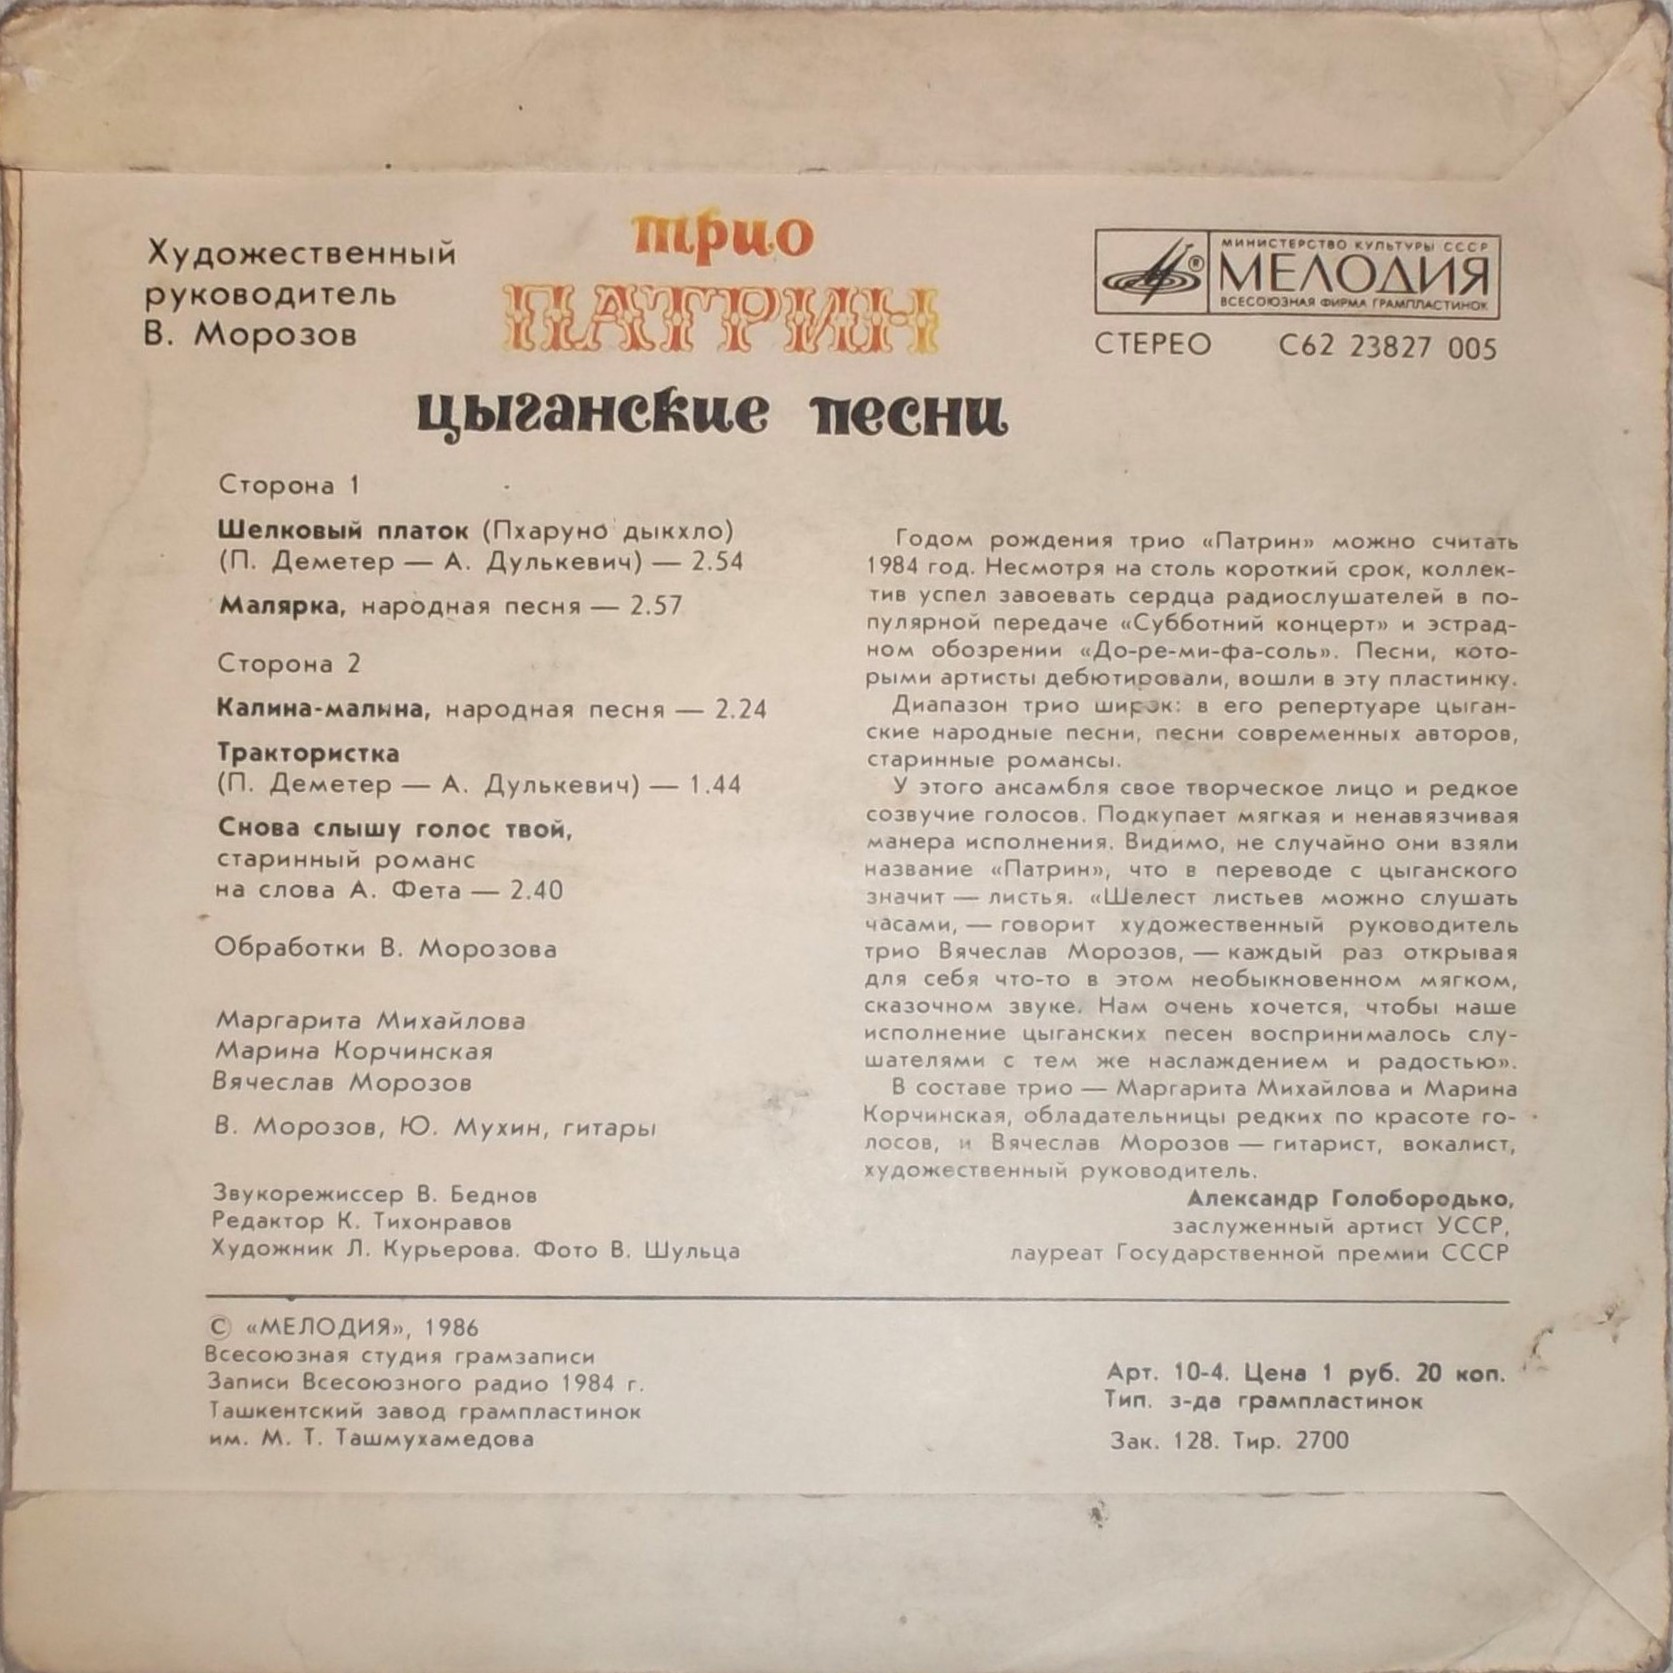 Художественный
руководитель
В. Морозов
трио
ПАТРИН
цыганские песни
МИНИСТЕРСТВО КУЛЬТУРЫ СССР
МЕЛОДИЯ
ВСЕСОЮЗНАЯ ФИРМА ГРАМПЛАСТИНОК
СТЕРЕО С62 23827 005
Сторона 1
Шелковый платок (Пхаруно дыкхло)
(П. Деметер — А. Дулькевич) — 2.54
Малярка, народная песня — 2.57
Сторона 2
Калина-малина, народная песня — 2.24
Трактористка
(П. Деметер — А. Дулькевич) — 1.44
Снова слышу голос твой,
старинный романс
на слова А. Фета — 2.40
Обработки В. Морозова
Маргарита Михайлова
Марина Корчинская
Вячеслав Морозов
В. Морозов, Ю. Мухин, гитары
Звукорежиссер В. Беднов
Редактор К. Тихонравов
Художник Л. Курьерова. Фото В. Шульца
Годом рождения трио «Патрин» можно считать
1984 год. Несмотря на столь короткий срок, коллек-
тив успел завоевать сердца радиослушателей в по-
пулярной передаче «Субботний концерт» и эстрад-
ном обозрении «До-ре-ми-фа-соль». Песни, кото-
рыми артисты дебютировали, вошли в эту пластинку.
Диапазон трио широк: в его репертуаре цыган-
ские народные песни, песни современных авторов,
старинные романсы.
У этого ансамбля свое творческое лицо и редкое
созвучие голосов. Подкупает мягкая и ненавязчивая
манера исполнения. Видимо, не случайно они взяли
название «Патрин», что в переводе с цыганского
значит — листья. «Шелест листьев можно слушать
часами, — говорит художественный руководитель
трио Вячеслав Морозов, — каждый раз открывая
для себя что-то в этом необыкновенном мягком,
сказочном звуке. Нам очень хочется, чтобы наше
исполнение цыганских песен воспринималось слу-
шателями с тем же наслаждением и радостью».
В составе трио — Маргарита Михайлова и Марина
Корчинская, обладательницы редких по красоте го-
лосов, и Вячеслав Морозов — гитарист, вокалист,
художественный руководитель.
Александр Голобородько,
заслуженный артист УССР,
лауреат Государственной премии СССР
© «МЕЛОДИЯ», 1986
Всесоюзная студия грамзаписи
Записи Всесоюзного радио 1984 г.
Ташкентский завод грампластинок
им. М. Т. Ташмухамедова
Арт. 10-4. Цена 1 руб. 20 коп.
Тип. з-да грампластинок
Зак. 128. Тир. 2700